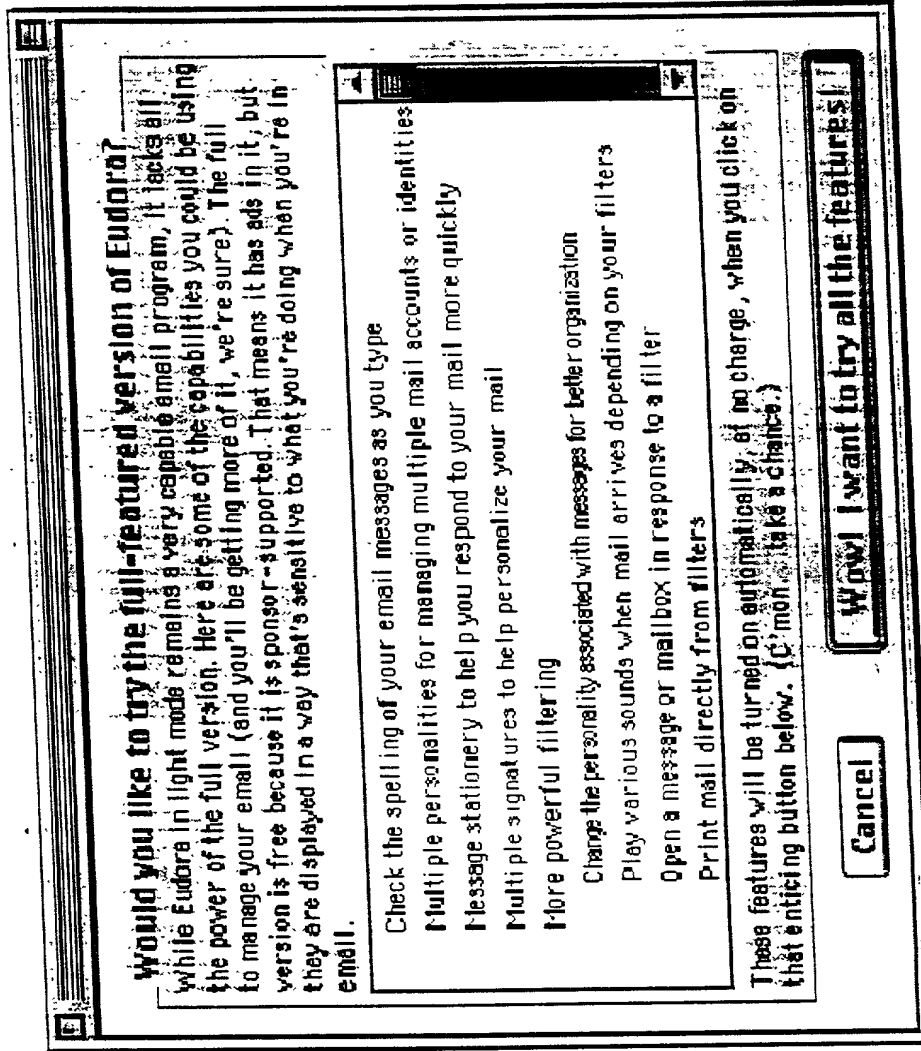 Would you like to try the full-featured version of Eudora?
While Eudora in light mode remains a very capable email program, it lacks all
the power of the full version. Here are some of the capabilities you could be using
to manage your email (and you'll be getting more of it, we're sure). The full
version is free because it is sponsor-supported. That means it has ads in it, but
they are displayed in a way that's sensitive to what you're doing when you're in
email.
Check the spelling of your email messages as you type
Multiple personalities for managing multiple mail accounts or identities
Message stationery to help you respond to your mail more quickly
Multiple signatures to help personalize your mail
More powerful filtering
Change the personality associated with messages for better organization
Play various sounds when mail arrives depending on your filters
Open a message or mailbox in response to a filter
Print mail directly from filters
These features will be turned on automatically, at no charge, when you click on
that enticing button below. (C'mon. take a chance.)
Cancel
Wow! I want to try all the features!